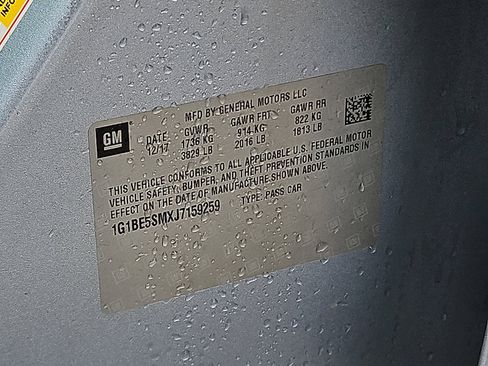 INFO
MFD BY GENERAL MOTORS LLC
GM
DATE GVWR GAWR FRT GAWR RR
12/17 1736 KG 914 KG 822 KG
3829 LB 2016 LB 1813 LB
THIS VEHICLE CONFORMS TO ALL APPLICABLE U.S. FEDERAL MOTOR
VEHICLE SAFETY, BUMPER, AND THEFT PREVENTION STANDARDS IN
EFFECT ON THE DATE OF MANUFACTURE SHOWN ABOVE.
1G1BE5SMXJ7159259 TYPE: PASS CAR